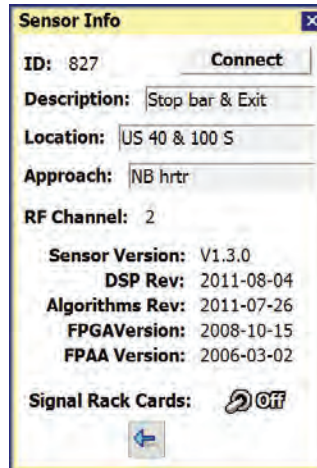 Sensor Info
ID: 827 Connect
Description: Stop bar & Exit
Location: US 40 & 100 S
Approach: NB hrtr
RF Channel: 2
Sensor Version: V1.3.0
DSP Rev: 2011-08-04
Algorithms Rev: 2011-07-26
FPGAVersion: 2008-10-15
FPAA Version: 2006-03-02
Signal Rack Cards: Off